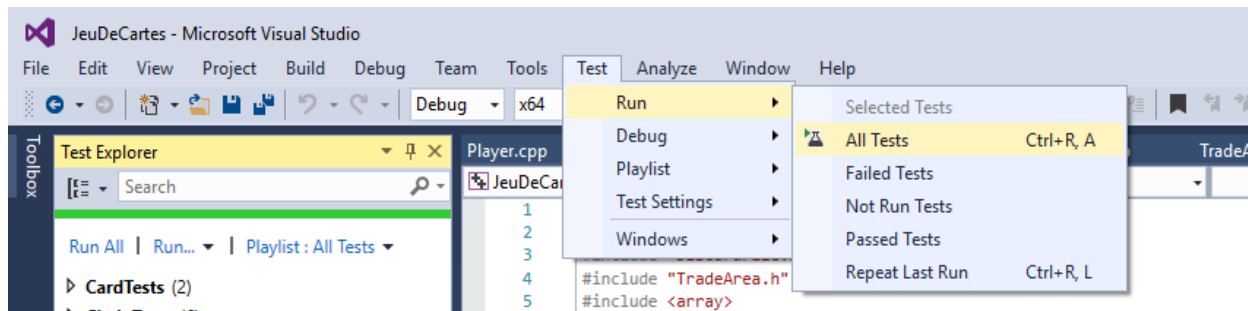 JeuDeCartes - Microsoft Visual Studio
File Edit View Project Build Debug Team Tools Test Analyze Window Help
Debug x64
Toolbox
Test Explorer
Search
Run All | Run... | Playlist : All Tests
CardTests (2)
Player.cpp
TradeA
JeuDeCa
1
2
3
4 #include "TradeArea.h"
5 #include <array>
Run
Debug
Playlist
Test Settings
Windows
Selected Tests
All Tests Ctrl+R, A
Failed Tests
Not Run Tests
Passed Tests
Repeat Last Run Ctrl+R, L